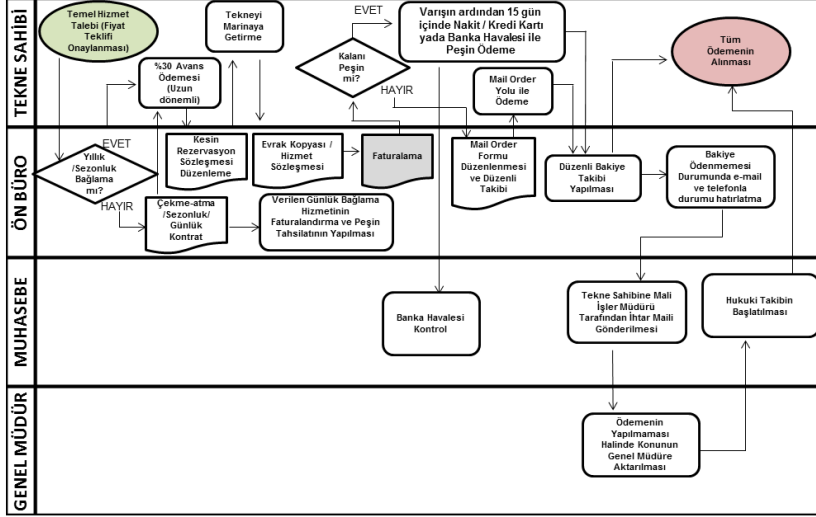 TEKNE SAHİBİ
Temel Hizmet
Talebi (Fiyat
Teklifi
Onaylanması)
%30 Avans
Ödemesi
(Uzun
dönemli)
Tekneyi
Marinaya
Getirme
EVET
Kalanı
Peşin
mi?
HAYIR
Varışın ardından 15 gün
içinde Nakit / Kredi Kartı
yada Banka Havalesi ile
Peşin Ödeme
Mail Order
Yolu ile
Ödeme
Tüm
Ödemenin
Alınması
ÖN BÜRO
Yıllık
/Sezonluk
Bağlama
mı?
EVET
HAYIR
Kesin
Rezervasyon
Sözleşmesi
Düzenleme
Evrak Kopyası /
Hizmet
Sözleşmesi
Faturalama
Mail Order
Formu
Düzenlenmesi
ve Düzenli
Takibi
Düzenli Bakiye
Takibi
Yapılması
Bakiye
Ödenmemesi
Durumunda e-mail
ve telefonla
durumu hatırlatma
Çekme-atma
/Sezonluk/
Günlük
Kontrat
Verilen Günlük Bağlama
Hizmetinin
Faturalandırma ve Peşin
Tahsilatının Yapılması
MUHASEBE
Banka Havalesi
Kontrol
Tekne Sahibine Mali
İşler Müdürü
Tarafından İhtar Maili
Gönderilmesi
Hukuki Takibin
Başlatılması
GENEL MÜDÜR
Ödemenin
Yapılmaması
Halinde Konunun
Genel Müdüre
Aktarılması